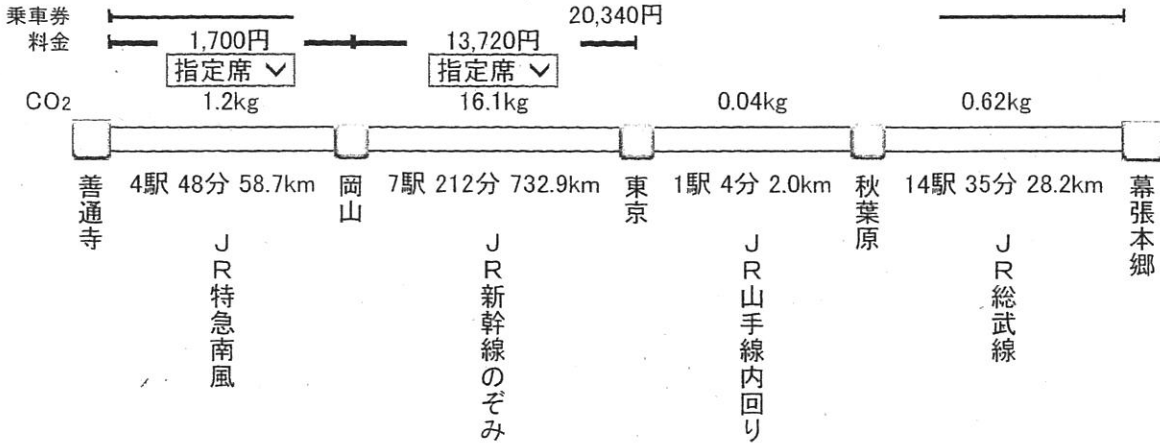 乗車券 20,340円
料金 1,700円 13,720円
指定席 指定席
CO2 1.2kg 16.1kg 0.04kg 0.62kg
4駅 48分 58.7km 7駅 212分 732.9km 1駅 4分 2.0km 14駅 35分 28.2km
善通寺
JR特急南風
岡山
JR新幹線のぞみ
東京
JR山手線内回り
秋葉原
JR総武線
幕張本郷